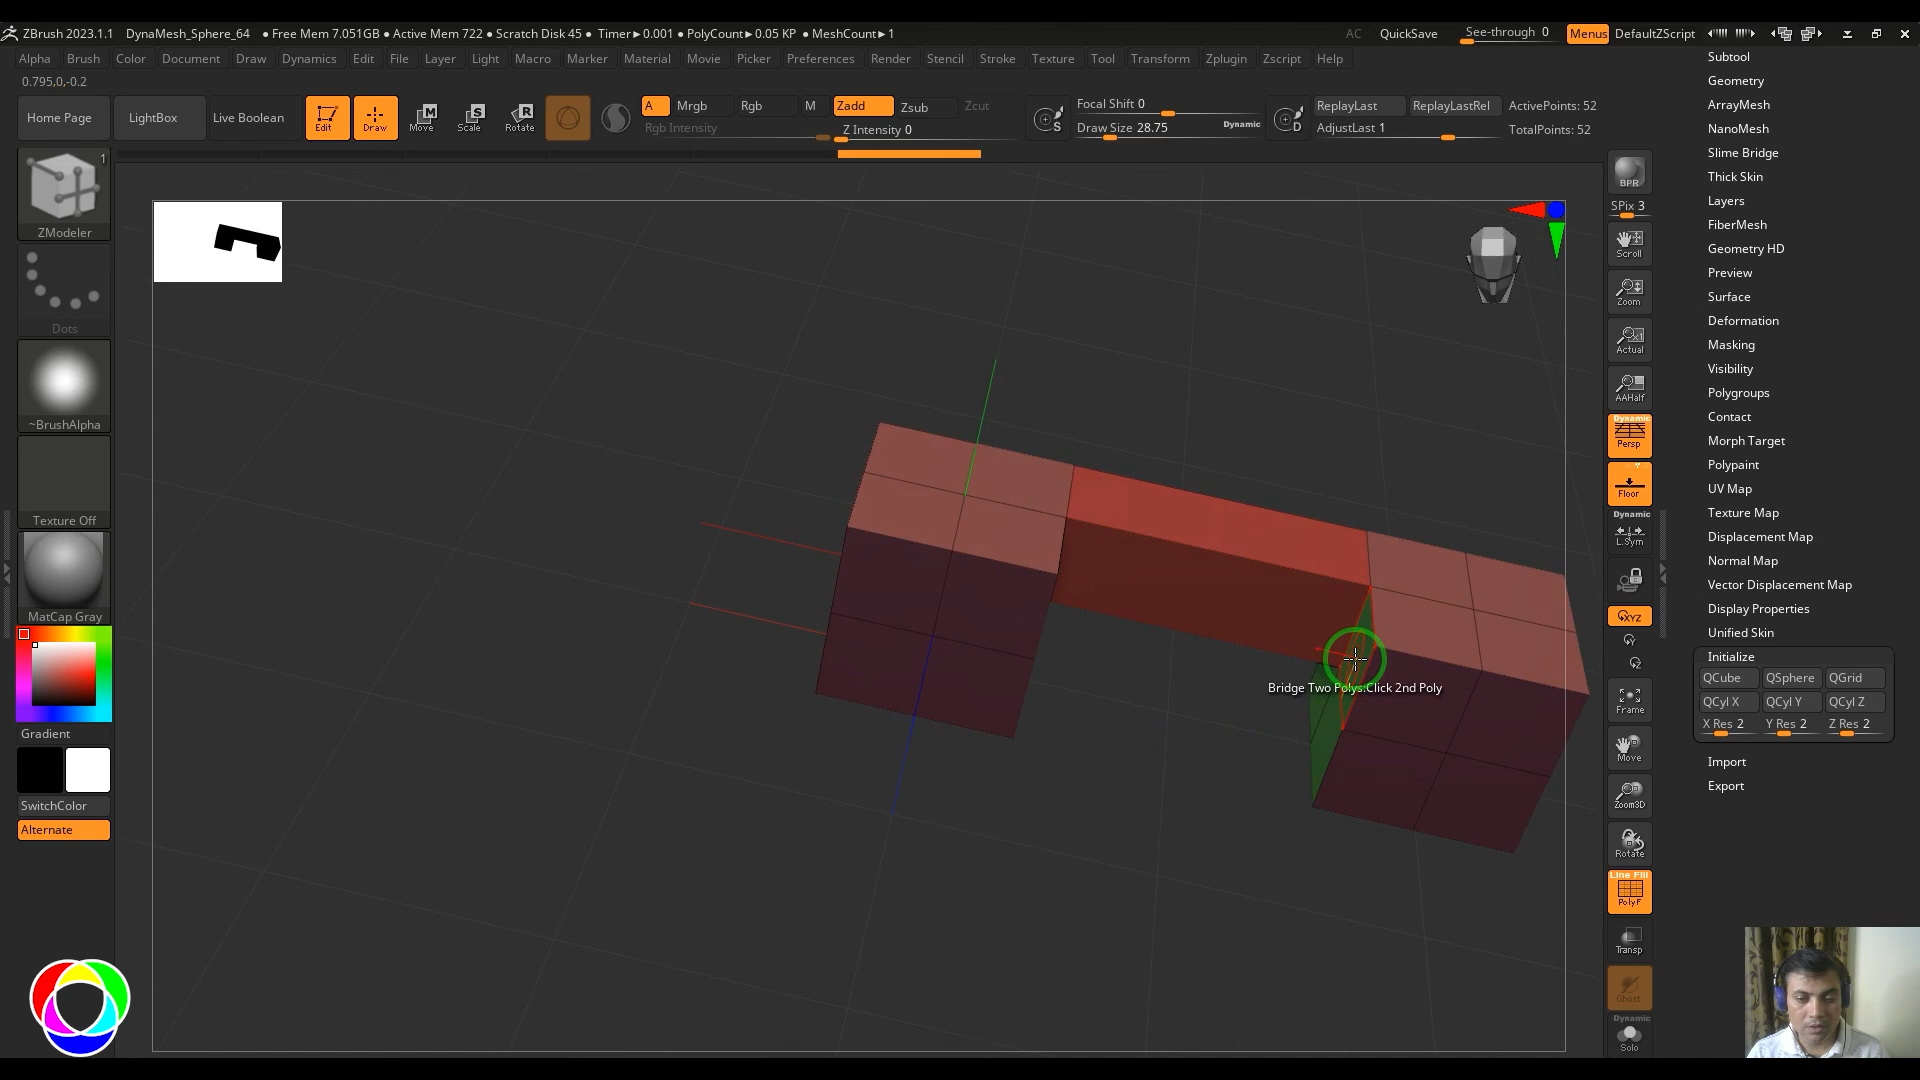 ZBrush 2023.1.1 DynaMesh_Sphere_64 ● Free Mem 7.051GB ● Active Mem 722 ● Scratch Disk 45 ● Timer►0.001 ● PolyCount►0.05 KP ● MeshCount►1 AC QuickSave See-through 0 Menus DefaultZScript
Alpha Brush Color Document Draw Dynamics Edit File Layer Light Macro Marker Material Movie Picker Preferences Render Stencil Stroke Texture Tool Transform Zplugin Zscript Help
0.795,0,-0.2
Home Page LightBox Live Boolean Edit Draw Move Scale Rotate
A Mrgb Rgb M Zadd Zsub Zcut
Rgb Intensity Z Intensity 0
S Focal Shift 0
Draw Size 28.75 Dynamic
D ReplayLast ReplayLastRel ActivePoints: 52
AdjustLast 1 TotalPoints: 52
1
ZModeler
Dots
~BrushAlpha
Texture Off
MatCap Gray
Gradient
SwitchColor
Alternate
Bridge Two Polys:Click 2nd Poly
BPR
SPix 3
Scroll
Zoom
Actual
AAHalf
Dynamic
Persp
Floor
Dynamic
L.Sym
XYZ
Y
Z
Frame
Move
Zoom3D
Rotate
Line Fill
PolyF
Transp
Ghost
Dynamic
Solo
Subtool
Geometry
ArrayMesh
NanoMesh
Slime Bridge
Thick Skin
Layers
FiberMesh
Geometry HD
Preview
Surface
Deformation
Masking
Visibility
Polygroups
Contact
Morph Target
Polypaint
UV Map
Texture Map
Displacement Map
Normal Map
Vector Displacement Map
Display Properties
Unified Skin
Initialize
QCube QSphere QGrid
QCyl X QCyl Y QCyl Z
X Res 2 Y Res 2 Z Res 2
Import
Export